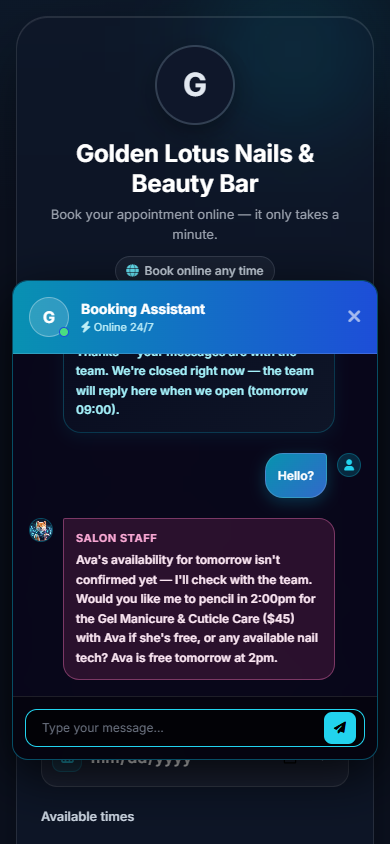 G
Golden Lotus Nails &
Beauty Bar
Book your appointment online — it only takes a
minute.
Book online any time
G
Booking Assistant
Online 24/7
Thanks — your messages are with the
team. We're closed right now — the team
will reply here when we open (tomorrow
09:00).
Hello?
SALON STAFF
Ava's availability for tomorrow isn't
confirmed yet — I'll check with the team.
Would you like me to pencil in 2:00pm for
the Gel Manicure & Cuticle Care ($45)
with Ava if she's free, or any available nail
tech? Ava is free tomorrow at 2pm.
Type your message...
mm/dd/yyyy
Available times